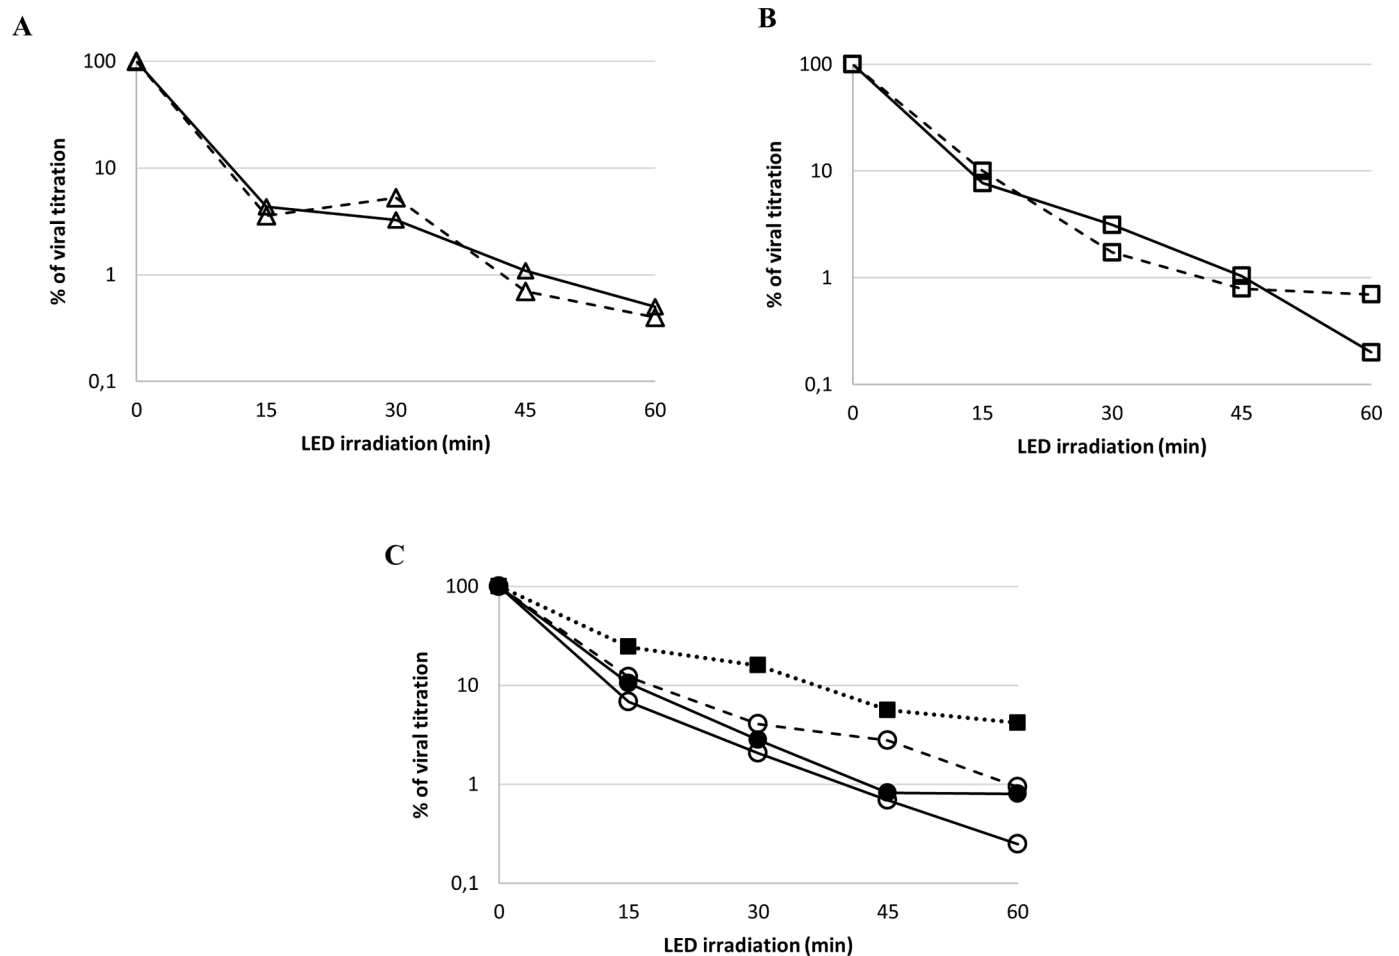 A
100
10
1
0,1
% of viral titration
0 15 30 45 60
LED irradiation (min)
B
100
10
1
0,1
% of viral titration
0 15 30 45 60
LED irradiation (min)
C
100
10
1
0,1
% of viral titration
0 15 30 45 60
LED irradiation (min)